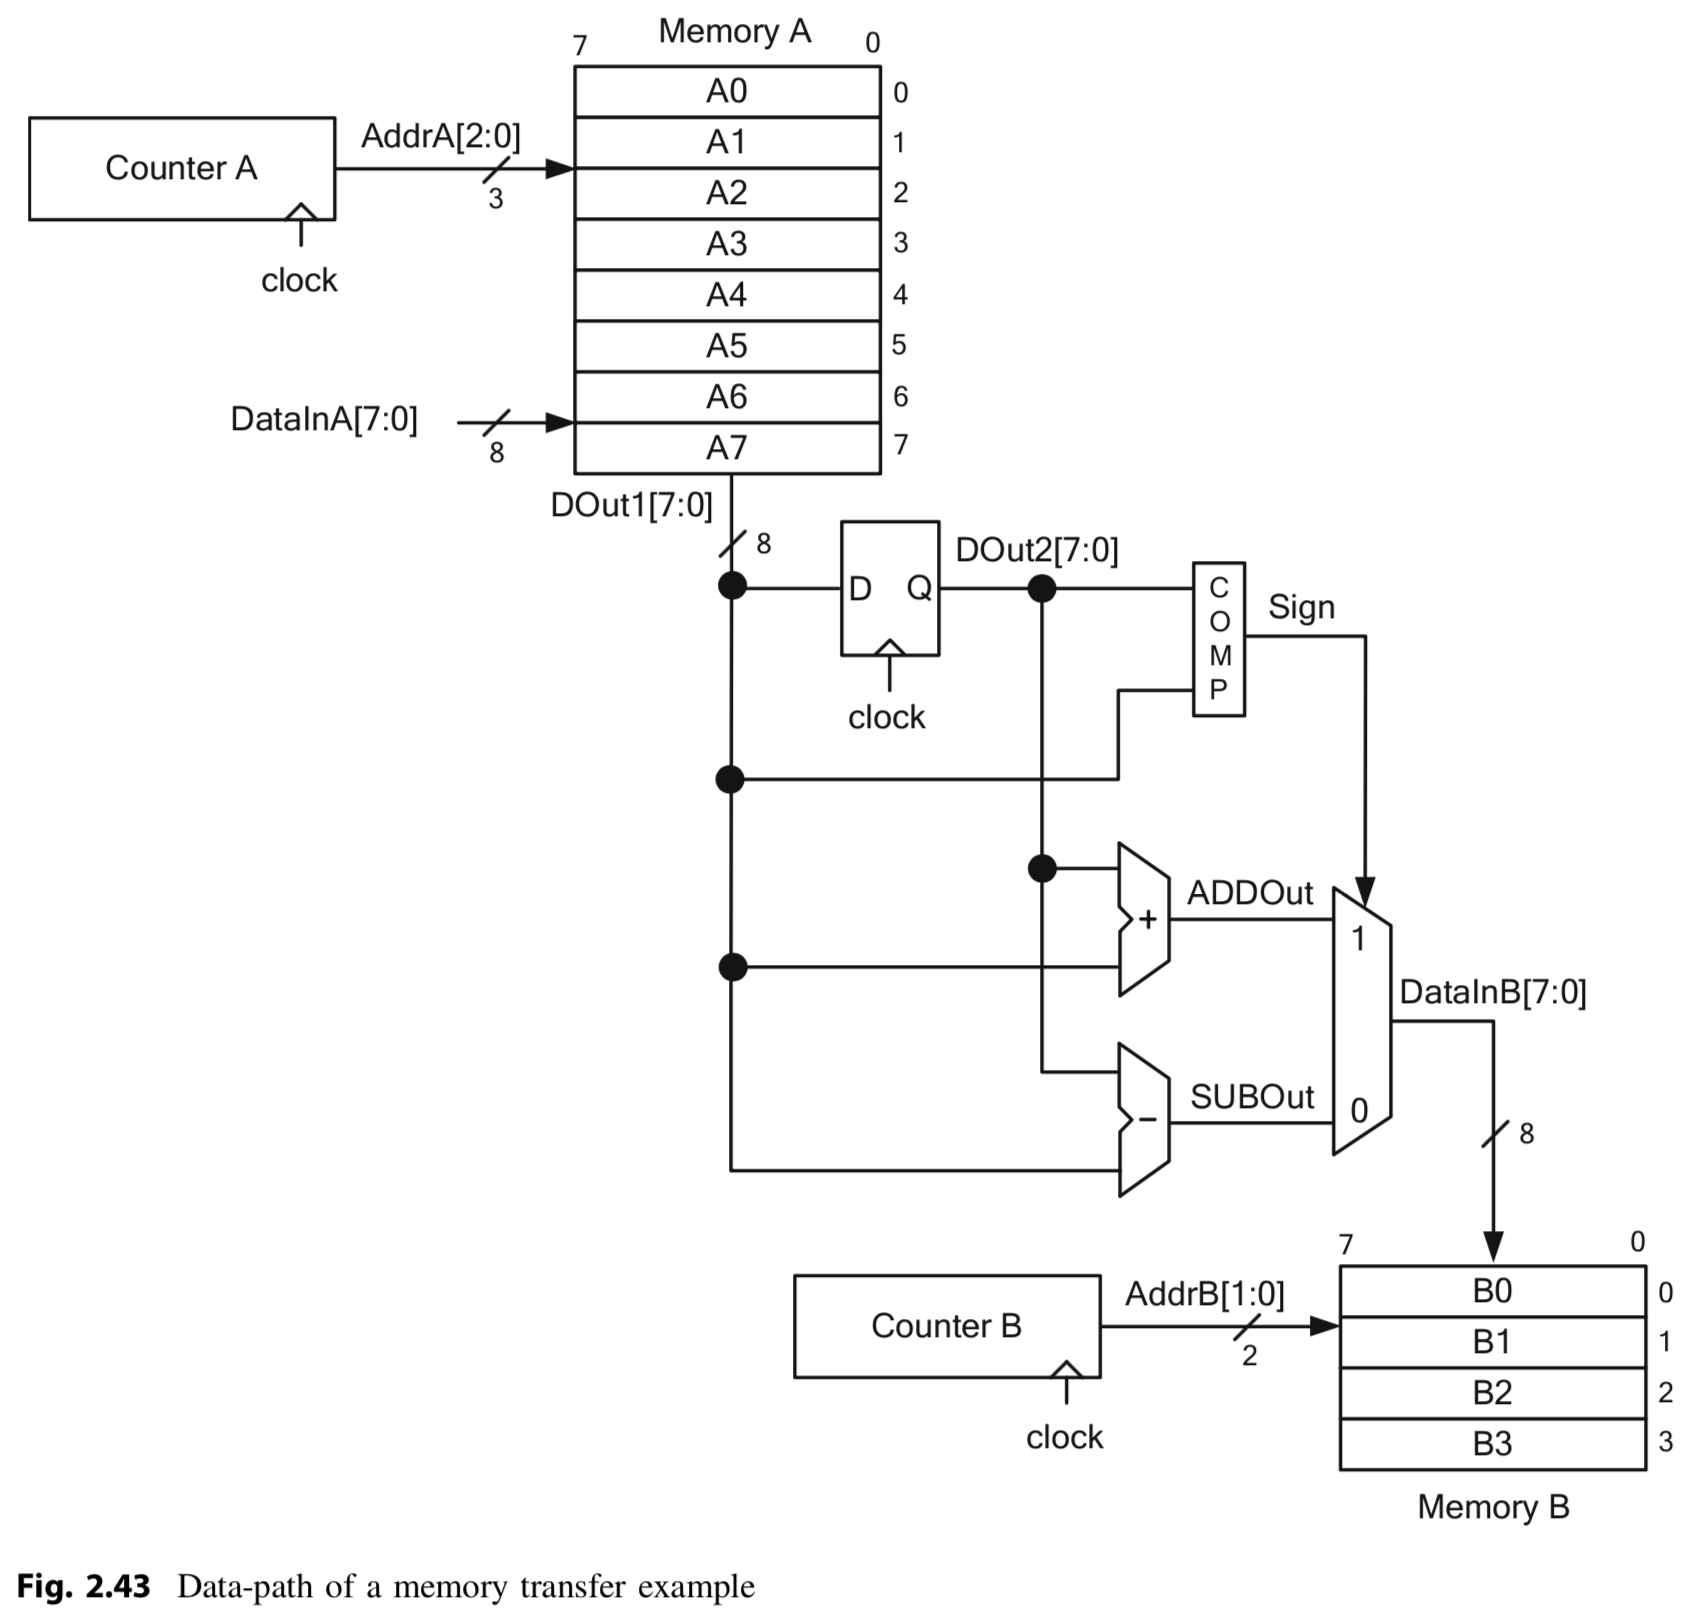 Memory A
7
0
A0
0
A1
1
A2
2
A3
3
A4
4
A5
5
A6
6
A7
7
Counter A
clock
AddrA[2:0]
3
DataInA[7:0]
8
DOut1[7:0]
8
D Q
clock
DOut2[7:0]
C
O
M
P
Sign
+
ADDOut
−
SUBOut
1
0
DataInB[7:0]
8
Counter B
clock
AddrB[1:0]
2
7
0
B0
0
B1
1
B2
2
B3
3
Memory B
Fig. 2.43 Data-path of a memory transfer example